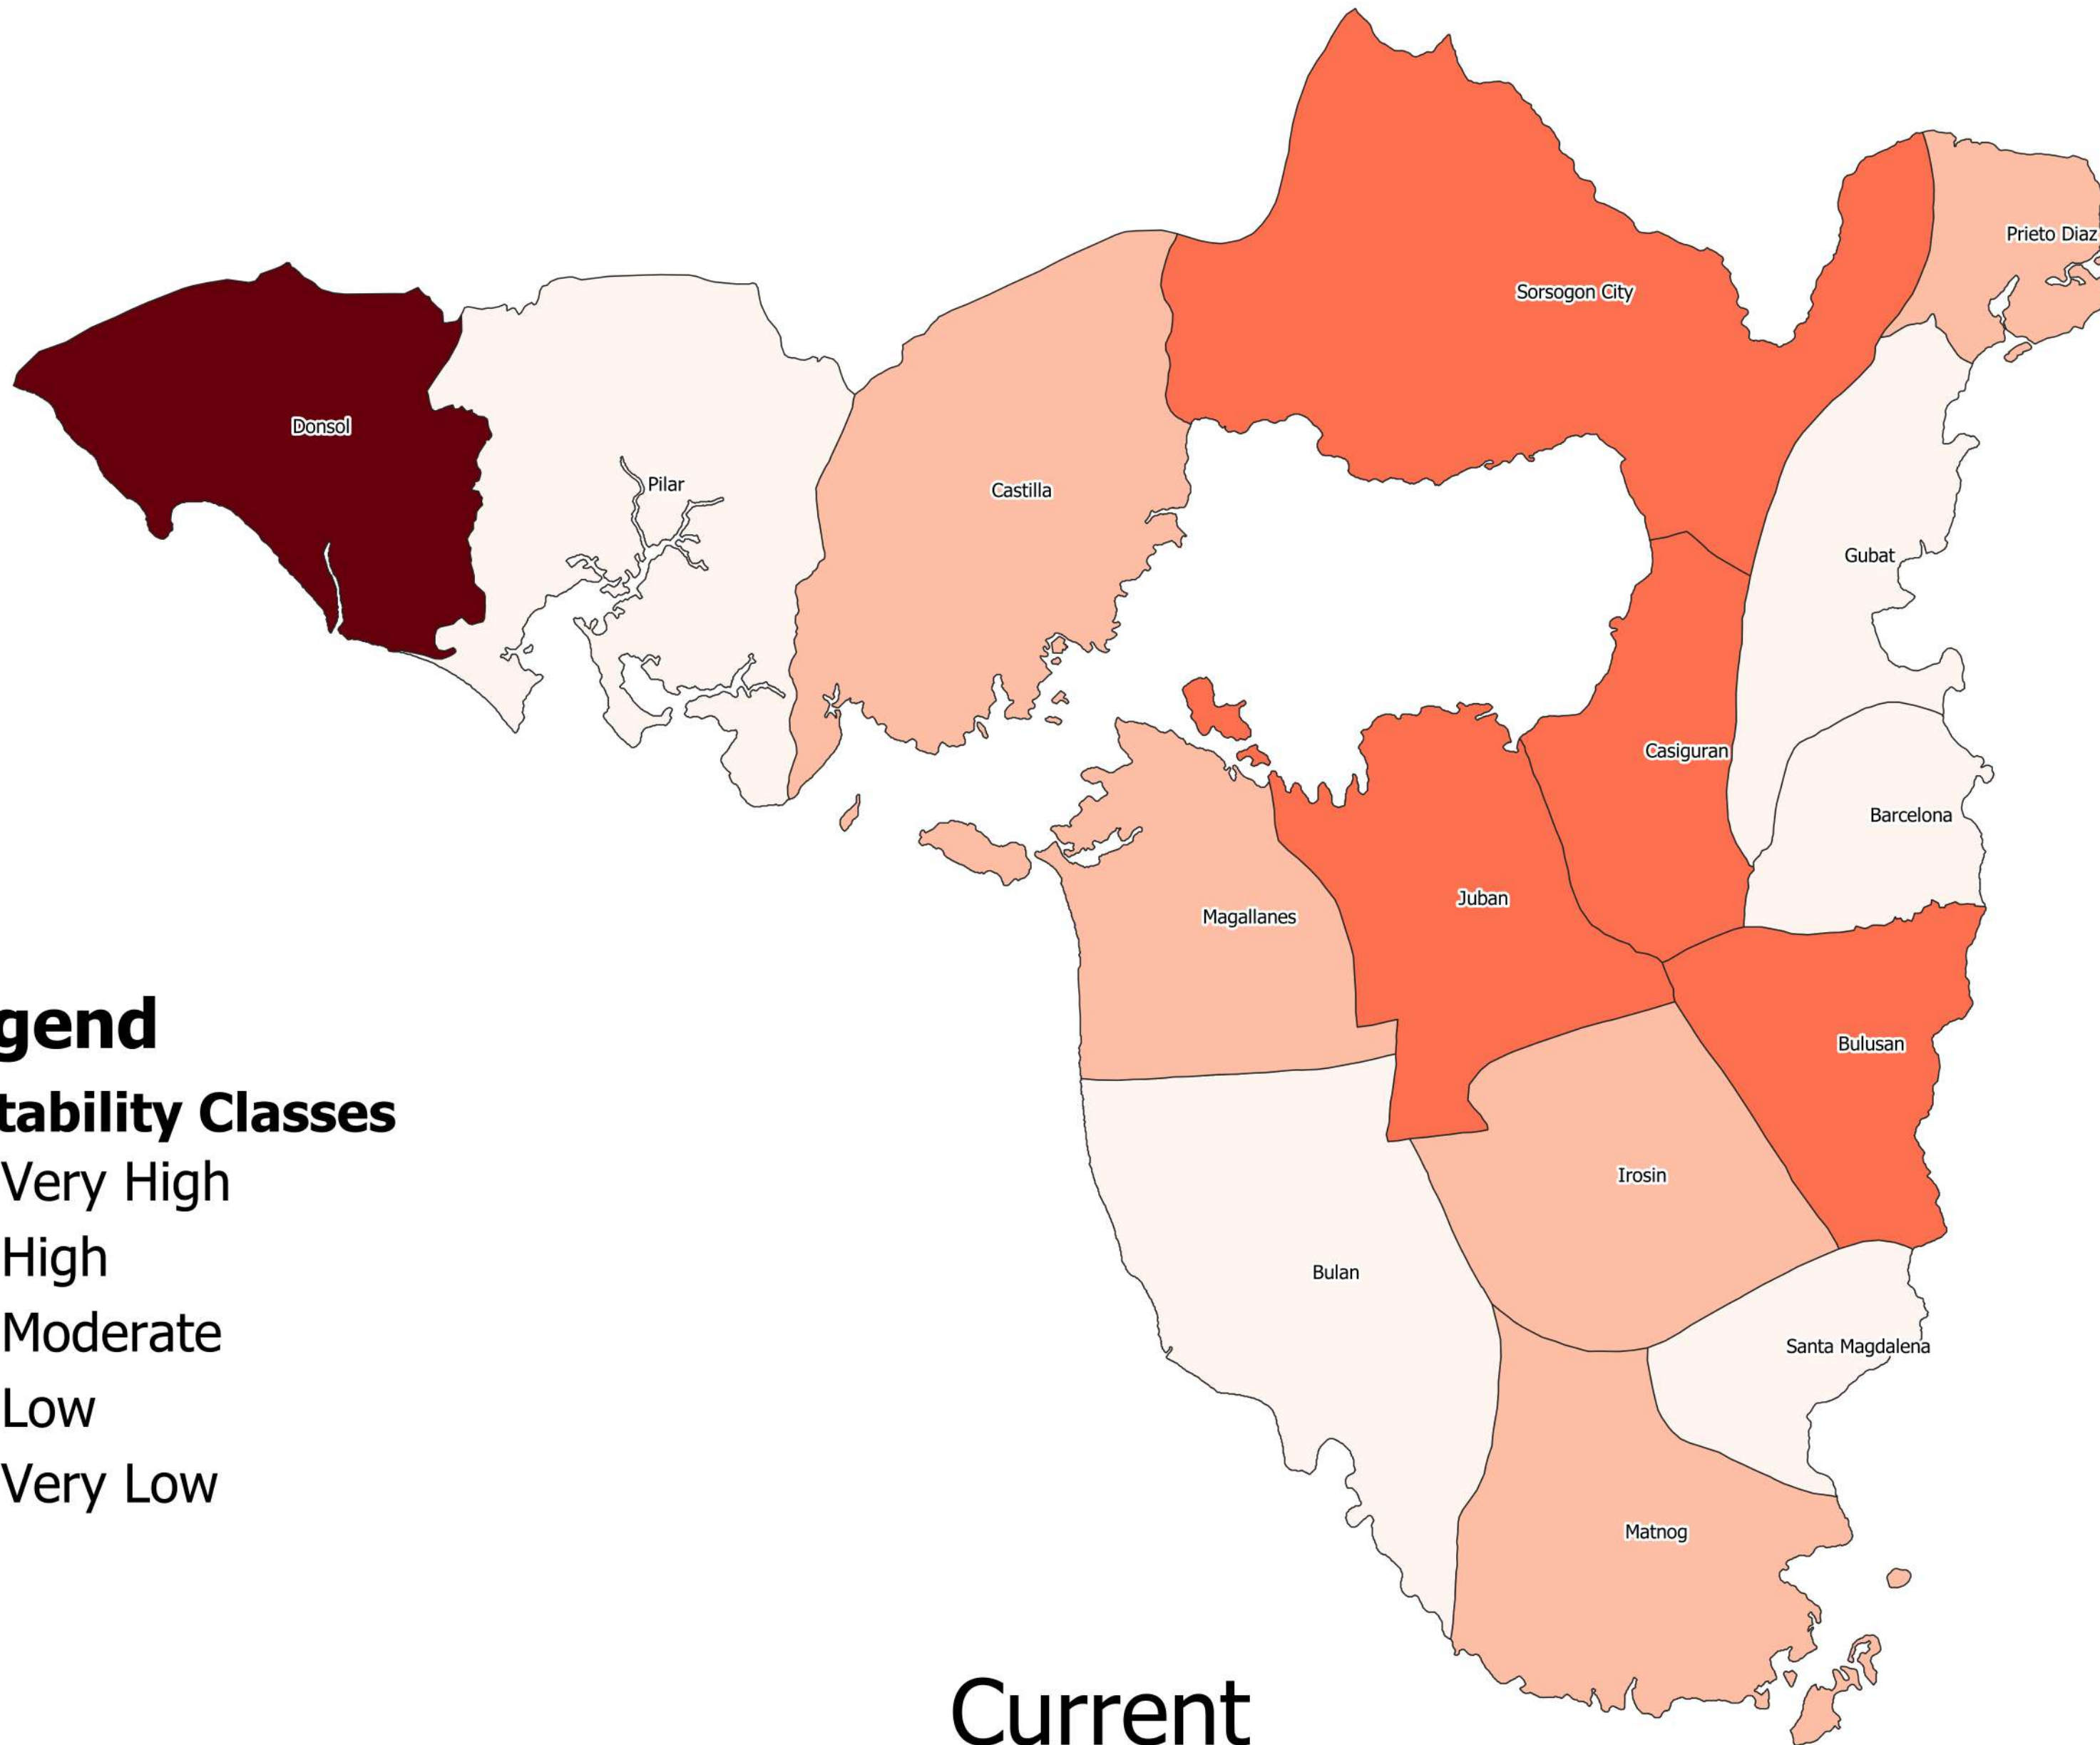 Sorsogon City
Prieto Diaz
Donsol
Pilar
Castilla
Gubat
Casiguran
Barcelona
Juban
Magallanes
Bulusan
Irosin
Bulan
Santa Magdalena
Matnog
gend
tability Classes
Very High
High
Moderate
Low
Very Low
Current